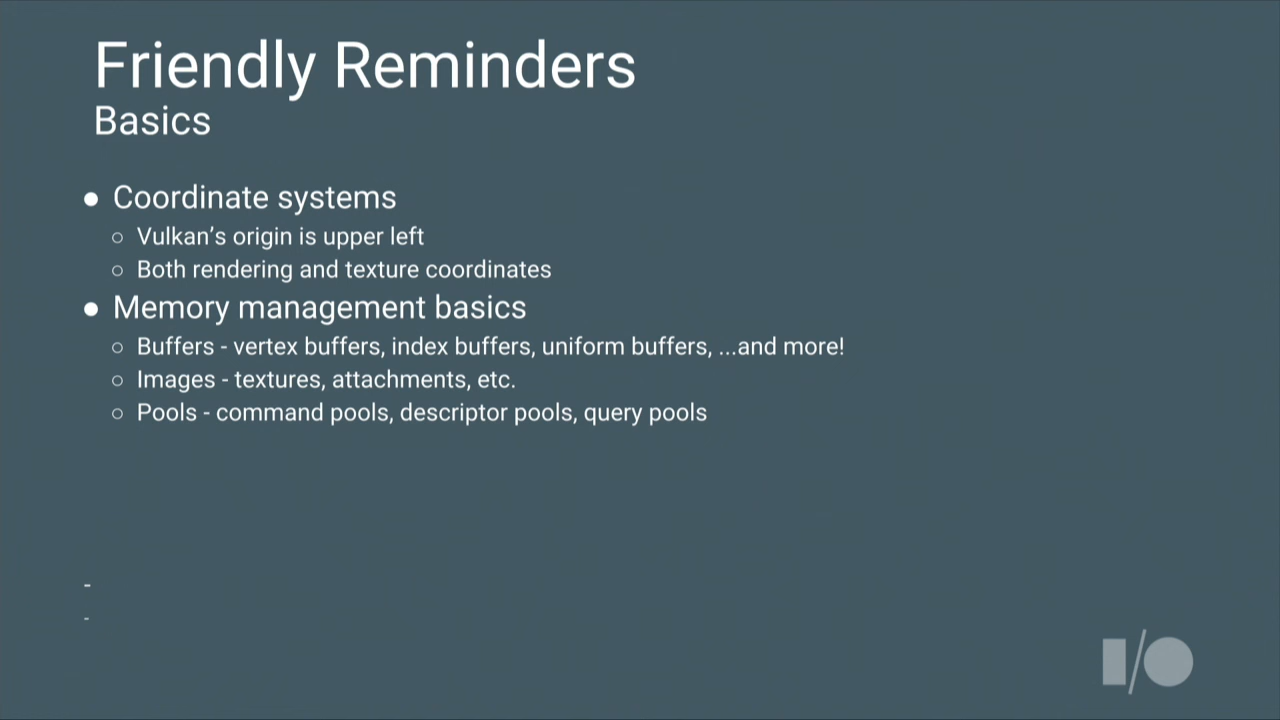 Friendly Reminders
Basics
● Coordinate systems
○ Vulkan’s origin is upper left
○ Both rendering and texture coordinates
● Memory management basics
○ Buffers - vertex buffers, index buffers, uniform buffers, ...and more!
○ Images - textures, attachments, etc.
○ Pools - command pools, descriptor pools, query pools
-
-
I/O